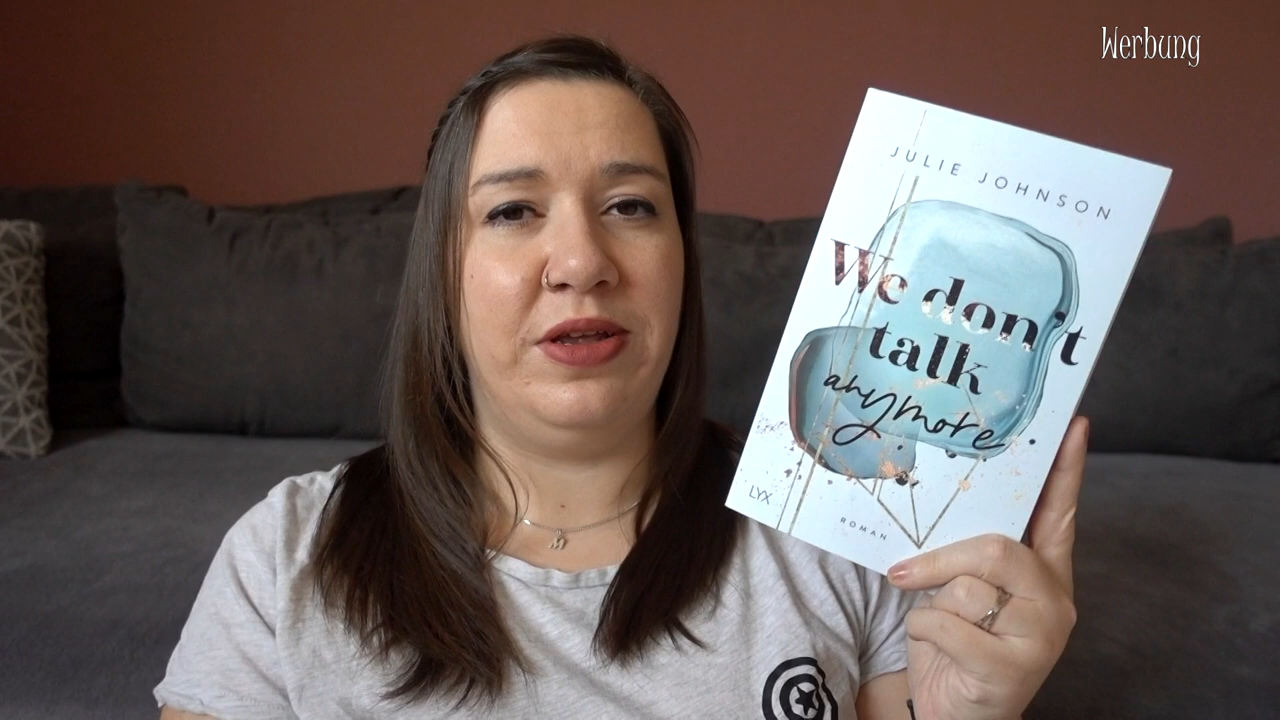 Werbung
JULIE JOHNSON
We don't
talk
anymore
LYX
ROMAN